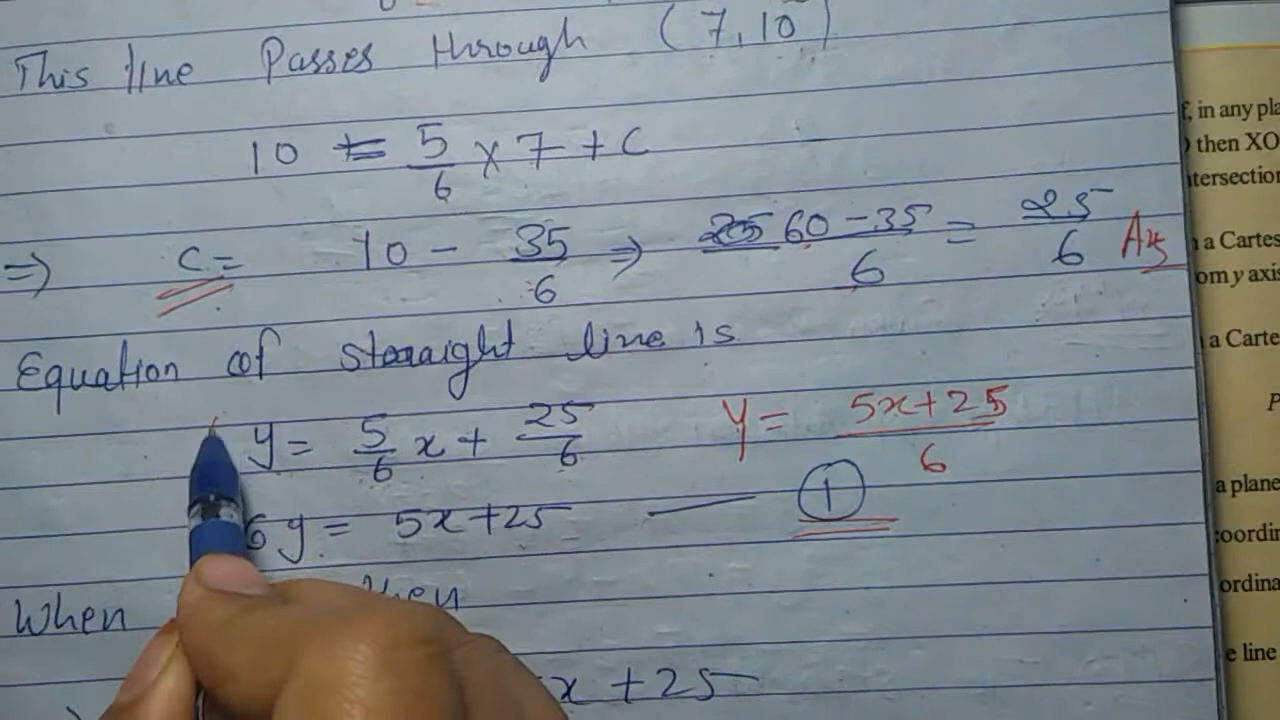 This line Passes through (7,10)
10 = 5/6 × 7 + C
⇒ C = 10 - 35/6 ⇒ 60-35/6 = 25/6 Ans
Equation of straight line is
y = 5/6 x + 25/6 y = 5x+25/6
6y = 5x+25 — 1
When then
x + 25
, in any pla
then XO
ntersection
a Cartes
om y axis
a Carte
P
a plane
coordin
ordina
e line